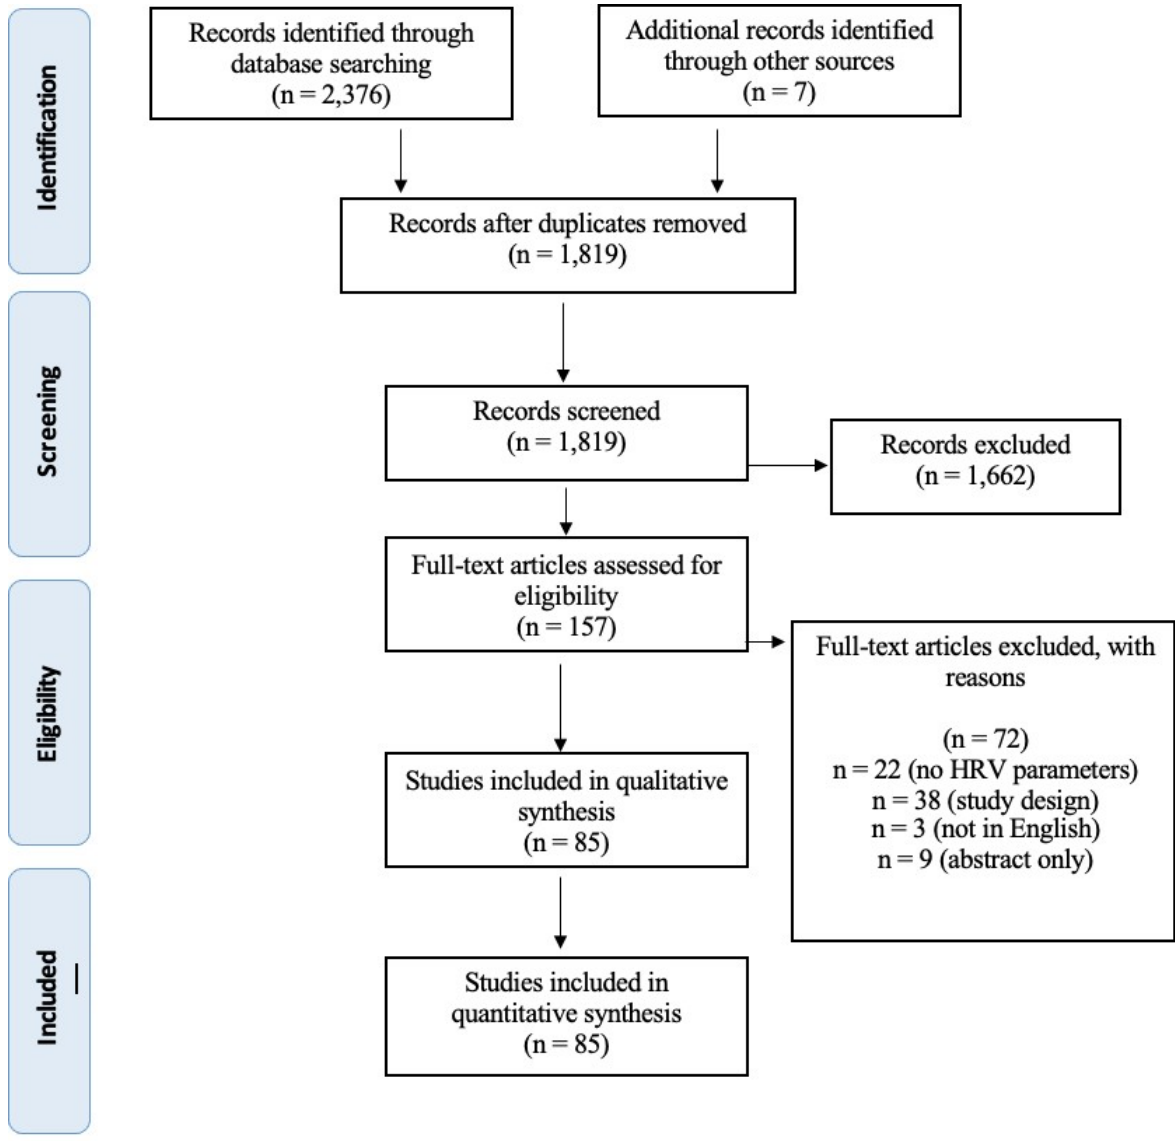 Identification
Records identified through
database searching
(n = 2,376)
Additional records identified
through other sources
(n = 7)
Records after duplicates removed
(n = 1,819)
Screening
Records screened
(n = 1,819)
Records excluded
(n = 1,662)
Full-text articles assessed for
eligibility
(n = 157)
Eligibility
Full-text articles excluded, with
reasons
(n = 72)
n = 22 (no HRV parameters)
n = 38 (study design)
n = 3 (not in English)
n = 9 (abstract only)
Studies included in qualitative
synthesis
(n = 85)
Included
Studies included in
quantitative synthesis
(n = 85)